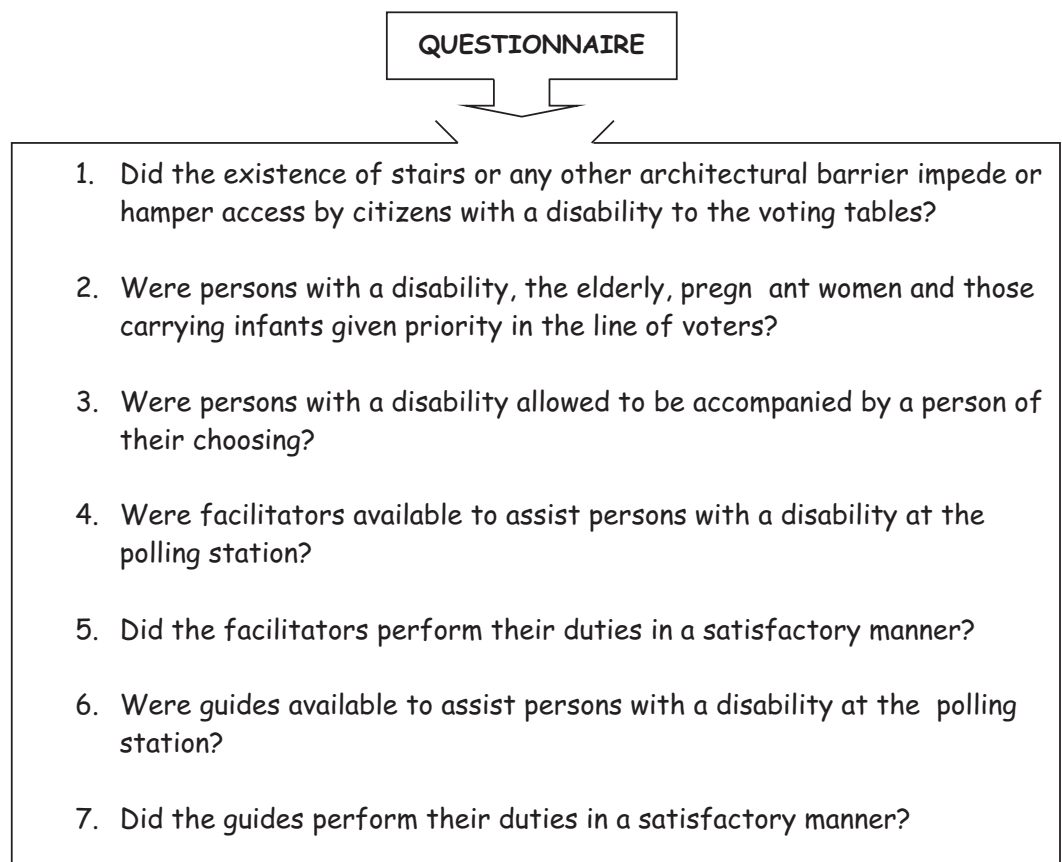 QUESTIONNAIRE
1. Did the existence of stairs or any other architectural barrier impede or
hamper access by citizens with a disability to the voting tables?
2. Were persons with a disability, the elderly, pregn ant women and those
carrying infants given priority in the line of voters?
3. Were persons with a disability allowed to be accompanied by a person of
their choosing?
4. Were facilitators available to assist persons with a disability at the
polling station?
5. Did the facilitators perform their duties in a satisfactory manner?
6. Were guides available to assist persons with a disability at the polling
station?
7. Did the guides perform their duties in a satisfactory manner?